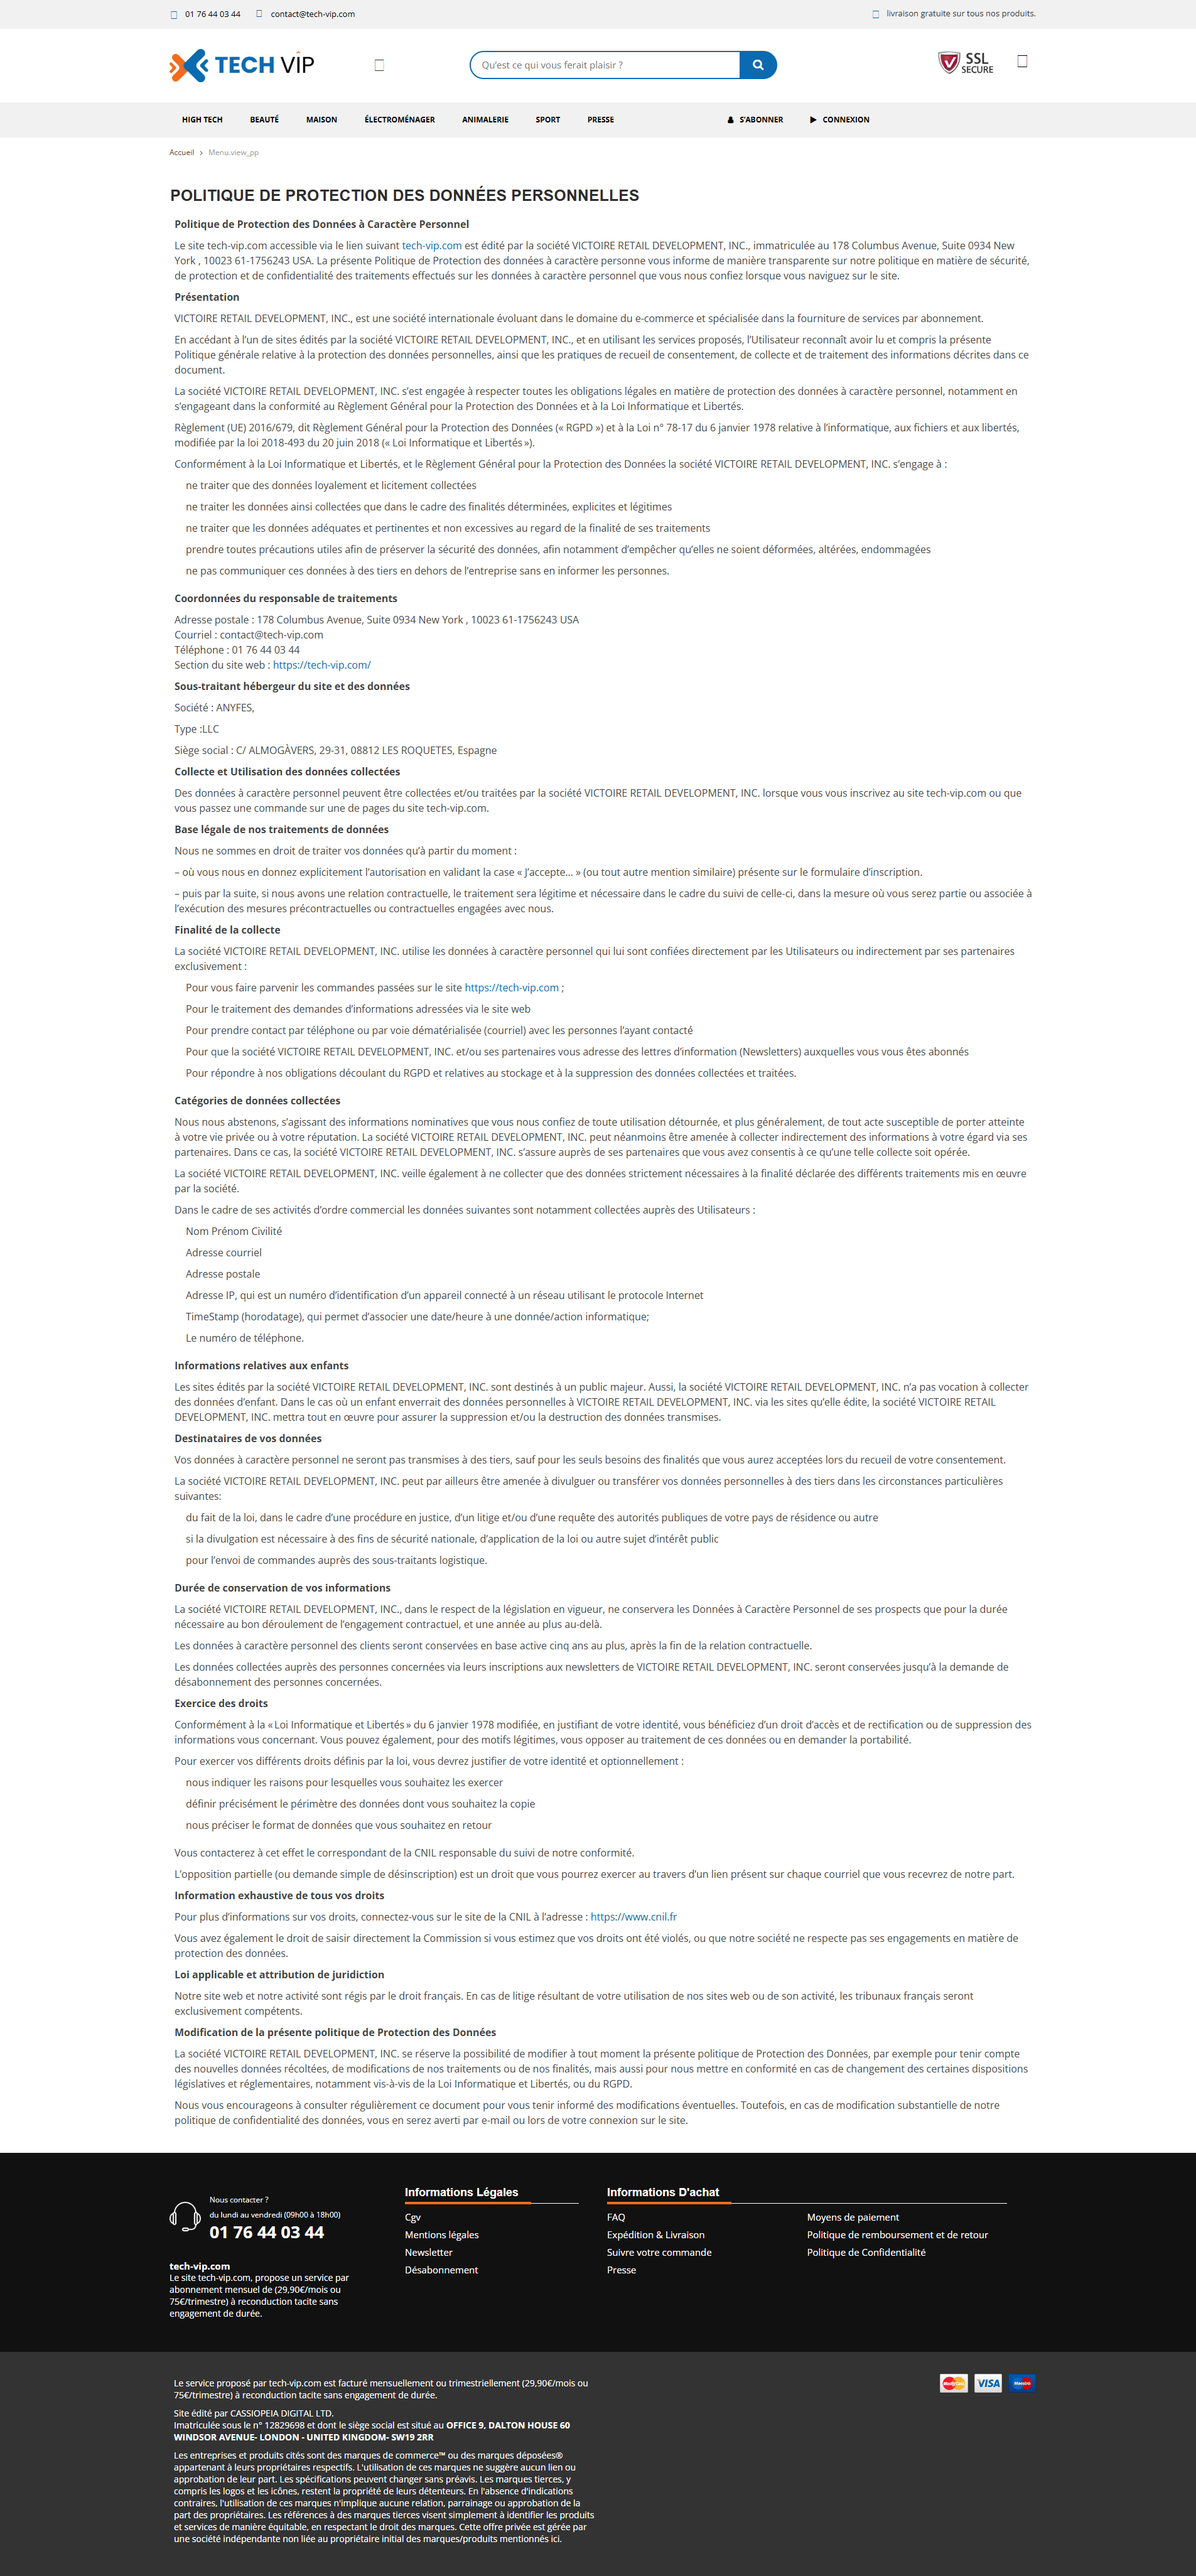 01 76 44 03 44 contact@tech-vip.com livraison gratuite sur tous nos produits.
TECH VIP Qu'est ce qui vous ferait plaisir ? SSL
SECURE
HIGH TECH BEAUTÉ MAISON ÉLECTROMÉNAGER ANIMALERIE SPORT PRESSE S'ABONNER CONNEXION
Accueil › Menu.view_pp
POLITIQUE DE PROTECTION DES DONNÉES PERSONNELLES
Politique de Protection des Données à Caractère Personnel
Le site tech-vip.com accessible via le lien suivant tech-vip.com est édité par la société VICTOIRE RETAIL DEVELOPMENT, INC., immatriculée au 178 Columbus Avenue, Suite 0934 New
York , 10023 61-1756243 USA. La présente Politique de Protection des données à caractère personne vous informe de manière transparente sur notre politique en matière de sécurité,
de protection et de confidentialité des traitements effectués sur les données à caractère personnel que vous nous confiez lorsque vous naviguez sur le site.
Présentation
VICTOIRE RETAIL DEVELOPMENT, INC., est une société internationale évoluant dans le domaine du e-commerce et spécialisée dans la fourniture de services par abonnement.
En accédant à l'un de sites édités par la société VICTOIRE RETAIL DEVELOPMENT, INC., et en utilisant les services proposés, l'Utilisateur reconnaît avoir lu et compris la présente
Politique générale relative à la protection des données personnelles, ainsi que les pratiques de recueil de consentement, de collecte et de traitement des informations décrites dans ce
document.
La société VICTOIRE RETAIL DEVELOPMENT, INC. s'est engagée à respecter toutes les obligations légales en matière de protection des données à caractère personnel, notamment en
s'engageant dans la conformité au Règlement Général pour la Protection des Données et à la Loi Informatique et Libertés.
Règlement (UE) 2016/679, dit Règlement Général pour la Protection des Données (« RGPD ») et à la Loi n° 78-17 du 6 janvier 1978 relative à l'informatique, aux fichiers et aux libertés,
modifiée par la loi 2018-493 du 20 juin 2018 (« Loi Informatique et Libertés »).
Conformément à la Loi Informatique et Libertés, et le Règlement Général pour la Protection des Données la société VICTOIRE RETAIL DEVELOPMENT, INC. s'engage à :
ne traiter que des données loyalement et licitement collectées
ne traiter les données ainsi collectées que dans le cadre des finalités déterminées, explicites et légitimes
ne traiter que les données adéquates et pertinentes et non excessives au regard de la finalité de ses traitements
prendre toutes précautions utiles afin de préserver la sécurité des données, afin notamment d'empêcher qu'elles ne soient déformées, altérées, endommagées
ne pas communiquer ces données à des tiers en dehors de l'entreprise sans en informer les personnes.
Coordonnées du responsable de traitements
Adresse postale : 178 Columbus Avenue, Suite 0934 New York , 10023 61-1756243 USA
Courriel : contact@tech-vip.com
Téléphone : 01 76 44 03 44
Section du site web : https://tech-vip.com/
Sous-traitant hébergeur du site et des données
Société : ANYFES,
Type :LLC
Siège social : C/ ALMOGÀVERS, 29-31, 08812 LES ROQUETES, Espagne
Collecte et Utilisation des données collectées
Des données à caractère personnel peuvent être collectées et/ou traitées par la société VICTOIRE RETAIL DEVELOPMENT, INC. lorsque vous vous inscrivez au site tech-vip.com ou que
vous passez une commande sur une de pages du site tech-vip.com.
Base légale de nos traitements de données
Nous ne sommes en droit de traiter vos données qu'à partir du moment :
– où vous nous en donnez explicitement l'autorisation en validant la case « J'accepte… » (ou tout autre mention similaire) présente sur le formulaire d'inscription.
– puis par la suite, si nous avons une relation contractuelle, le traitement sera légitime et nécessaire dans le cadre du suivi de celle-ci, dans la mesure où vous serez partie ou associée à
l'exécution des mesures précontractuelles ou contractuelles engagées avec nous.
Finalité de la collecte
La société VICTOIRE RETAIL DEVELOPMENT, INC. utilise les données à caractère personnel qui lui sont confiées directement par les Utilisateurs ou indirectement par ses partenaires
exclusivement :
Pour vous faire parvenir les commandes passées sur le site https://tech-vip.com ;
Pour le traitement des demandes d'informations adressées via le site web
Pour prendre contact par téléphone ou par voie dématérialisée (courriel) avec les personnes l'ayant contacté
Pour que la société VICTOIRE RETAIL DEVELOPMENT, INC. et/ou ses partenaires vous adresse des lettres d'information (Newsletters) auxquelles vous vous êtes abonnés
Pour répondre à nos obligations découlant du RGPD et relatives au stockage et à la suppression des données collectées et traitées.
Catégories de données collectées
Nous nous abstenons, s'agissant des informations nominatives que vous nous confiez de toute utilisation détournée, et plus généralement, de tout acte susceptible de porter atteinte
à votre vie privée ou à votre réputation. La société VICTOIRE RETAIL DEVELOPMENT, INC. peut néanmoins être amenée à collecter indirectement des informations à votre égard via ses
partenaires. Dans ce cas, la société VICTOIRE RETAIL DEVELOPMENT, INC. s'assure auprès de ses partenaires que vous avez consentis à ce qu'une telle collecte soit opérée.
La société VICTOIRE RETAIL DEVELOPMENT, INC. veille également à ne collecter que des données strictement nécessaires à la finalité déclarée des différents traitements mis en œuvre
par la société.
Dans le cadre de ses activités d'ordre commercial les données suivantes sont notamment collectées auprès des Utilisateurs :
Nom Prénom Civilité
Adresse courriel
Adresse postale
Adresse IP, qui est un numéro d'identification d'un appareil connecté à un réseau utilisant le protocole Internet
TimeStamp (horodatage), qui permet d'associer une date/heure à une donnée/action informatique;
Le numéro de téléphone.
Informations relatives aux enfants
Les sites édités par la société VICTOIRE RETAIL DEVELOPMENT, INC. sont destinés à un public majeur. Aussi, la société VICTOIRE RETAIL DEVELOPMENT, INC. n'a pas vocation à collecter
des données d'enfant. Dans le cas où un enfant enverrait des données personnelles à VICTOIRE RETAIL DEVELOPMENT, INC. via les sites qu'elle édite, la société VICTOIRE RETAIL
DEVELOPMENT, INC. mettra tout en œuvre pour assurer la suppression et/ou la destruction des données transmises.
Destinataires de vos données
Vos données à caractère personnel ne seront pas transmises à des tiers, sauf pour les seuls besoins des finalités que vous aurez acceptées lors du recueil de votre consentement.
La société VICTOIRE RETAIL DEVELOPMENT, INC. peut par ailleurs être amenée à divulguer ou transférer vos données personnelles à des tiers dans les circonstances particulières
suivantes:
du fait de la loi, dans le cadre d'une procédure en justice, d'un litige et/ou d'une requête des autorités publiques de votre pays de résidence ou autre
si la divulgation est nécessaire à des fins de sécurité nationale, d'application de la loi ou autre sujet d'intérêt public
pour l'envoi de commandes auprès des sous-traitants logistique.
Durée de conservation de vos informations
La société VICTOIRE RETAIL DEVELOPMENT, INC., dans le respect de la législation en vigueur, ne conservera les Données à Caractère Personnel de ses prospects que pour la durée
nécessaire au bon déroulement de l'engagement contractuel, et une année au plus au-delà.
Les données à caractère personnel des clients seront conservées en base active cinq ans au plus, après la fin de la relation contractuelle.
Les données collectées auprès des personnes concernées via leurs inscriptions aux newsletters de VICTOIRE RETAIL DEVELOPMENT, INC. seront conservées jusqu'à la demande de
désabonnement des personnes concernées.
Exercice des droits
Conformément à la « Loi Informatique et Libertés » du 6 janvier 1978 modifiée, en justifiant de votre identité, vous bénéficiez d'un droit d'accès et de rectification ou de suppression des
informations vous concernant. Vous pouvez également, pour des motifs légitimes, vous opposer au traitement de ces données ou en demander la portabilité.
Pour exercer vos différents droits définis par la loi, vous devrez justifier de votre identité et optionnellement :
nous indiquer les raisons pour lesquelles vous souhaitez les exercer
définir précisément le périmètre des données dont vous souhaitez la copie
nous préciser le format de données que vous souhaitez en retour
Vous contacterez à cet effet le correspondant de la CNIL responsable du suivi de notre conformité.
L'opposition partielle (ou demande simple de désinscription) est un droit que vous pourrez exercer au travers d'un lien présent sur chaque courriel que vous recevrez de notre part.
Information exhaustive de tous vos droits
Pour plus d'informations sur vos droits, connectez-vous sur le site de la CNIL à l'adresse : https://www.cnil.fr
Vous avez également le droit de saisir directement la Commission si vous estimez que vos droits ont été violés, ou que notre société ne respecte pas ses engagements en matière de
protection des données.
Loi applicable et attribution de juridiction
Notre site web et notre activité sont régis par le droit français. En cas de litige résultant de votre utilisation de nos sites web ou de son activité, les tribunaux français seront
exclusivement compétents.
Modification de la présente politique de Protection des Données
La société VICTOIRE RETAIL DEVELOPMENT, INC. se réserve la possibilité de modifier à tout moment la présente politique de Protection des Données, par exemple pour tenir compte
des nouvelles données récoltées, de modifications de nos traitements ou de nos finalités, mais aussi pour nous mettre en conformité en cas de changement des certaines dispositions
législatives et réglementaires, notamment vis-à-vis de la Loi Informatique et Libertés, ou du RGPD.
Nous vous encourageons à consulter régulièrement ce document pour vous tenir informé des modifications éventuelles. Toutefois, en cas de modification substantielle de notre
politique de confidentialité des données, vous en serez averti par e-mail ou lors de votre connexion sur le site.
Nous contacter ?
du lundi au vendredi (09h00 à 18h00)
01 76 44 03 44
tech-vip.com
Le site tech-vip.com, propose un service par
abonnement mensuel de (29,90€/mois ou
75€/trimestre) à reconduction tacite sans
engagement de durée.
Informations Légales
Cgv
Mentions légales
Newsletter
Désabonnement
Informations D'achat
FAQ
Expédition & Livraison
Suivre votre commande
Presse
Moyens de paiement
Politique de remboursement et de retour
Politique de Confidentialité
Le service proposé par tech-vip.com est facturé mensuellement ou trimestriellement (29,90€/mois ou
75€/trimestre) à reconduction tacite sans engagement de durée.
Site édité par CASSIOPEIA DIGITAL LTD.
Imatriculée sous le n° 12829698 et dont le siège social est situé au OFFICE 9, DALTON HOUSE 60
WINDSOR AVENUE- LONDON - UNITED KINGDOM- SW19 2RR
Les entreprises et produits cités sont des marques de commerce™ ou des marques déposées®
appartenant à leurs propriétaires respectifs. L'utilisation de ces marques ne suggère aucun lien ou
approbation de leur part. Les spécifications peuvent changer sans préavis. Les marques tierces, y
compris les logos et les icônes, restent la propriété de leurs détenteurs. En l'absence d'indications
contraires, l'utilisation de ces marques n'implique aucune relation, parrainage ou approbation de la
part des propriétaires. Les références à des marques tierces visent simplement à identifier les produits
et services de manière équitable, en respectant le droit des marques. Cette offre privée est gérée par
une société indépendante non liée au propriétaire initial des marques/produits mentionnés ici.
MasterCard VISA Maestro